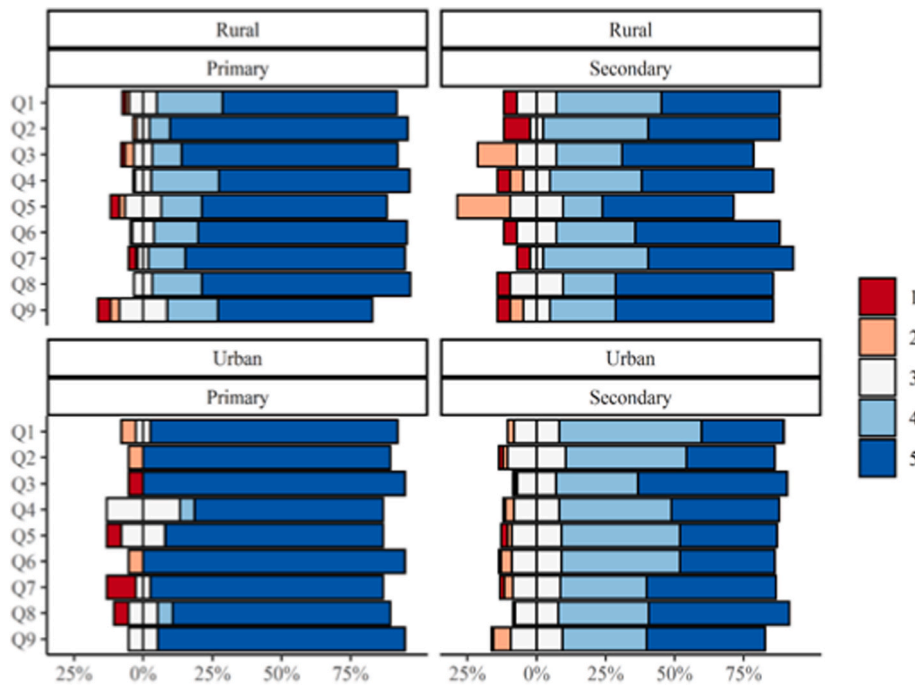 Rural Rural
Primary Secondary
Q1
Q2
Q3
Q4
Q5
Q6
Q7
Q8
Q9
Urban Urban
Primary Secondary
Q1
Q2
Q3
Q4
Q5
Q6
Q7
Q8
Q9
25% 0% 25% 50% 75% 25% 0% 25% 50% 75%
1
2
3
4
5